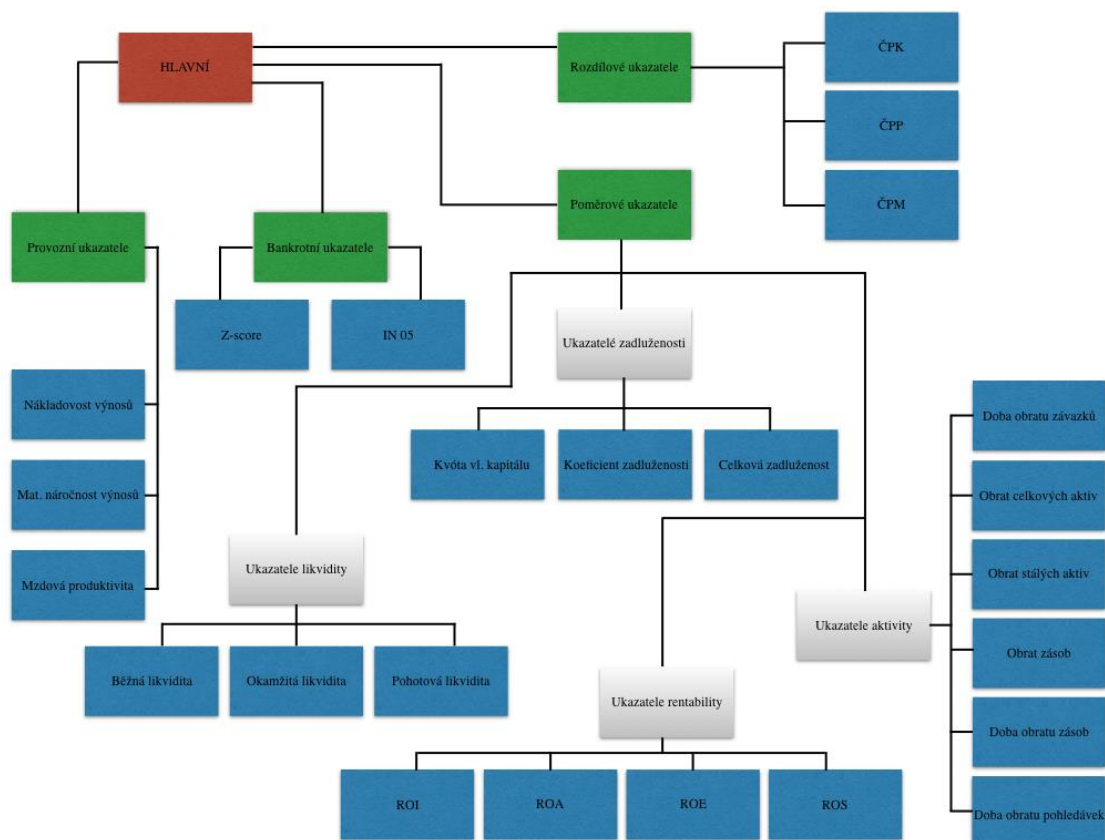 HLAVNÍ
Rozdílové ukazatele
ČPK
ČPP
ČPM
Poměrové ukazatele
Provozní ukazatele
Bankrotní ukazatele
Z-score
IN 05
Ukazatelé zadluženosti
Nákladovost výnosů
Mat. náročnost výnosů
Mzdová produktivita
Kvóta vl. kapitálu
Koeficient zadluženosti
Celková zadluženost
Doba obratu závazků
Obrat celkových aktiv
Obrat stálých aktiv
Obrat zásob
Doba obratu zásob
Doba obratu pohledávek
Ukazatele likvidity
Ukazatele aktivity
Běžná likvidita
Okamžitá likvidita
Pohotová likvidita
Ukazatele rentability
ROI
ROA
ROE
ROS